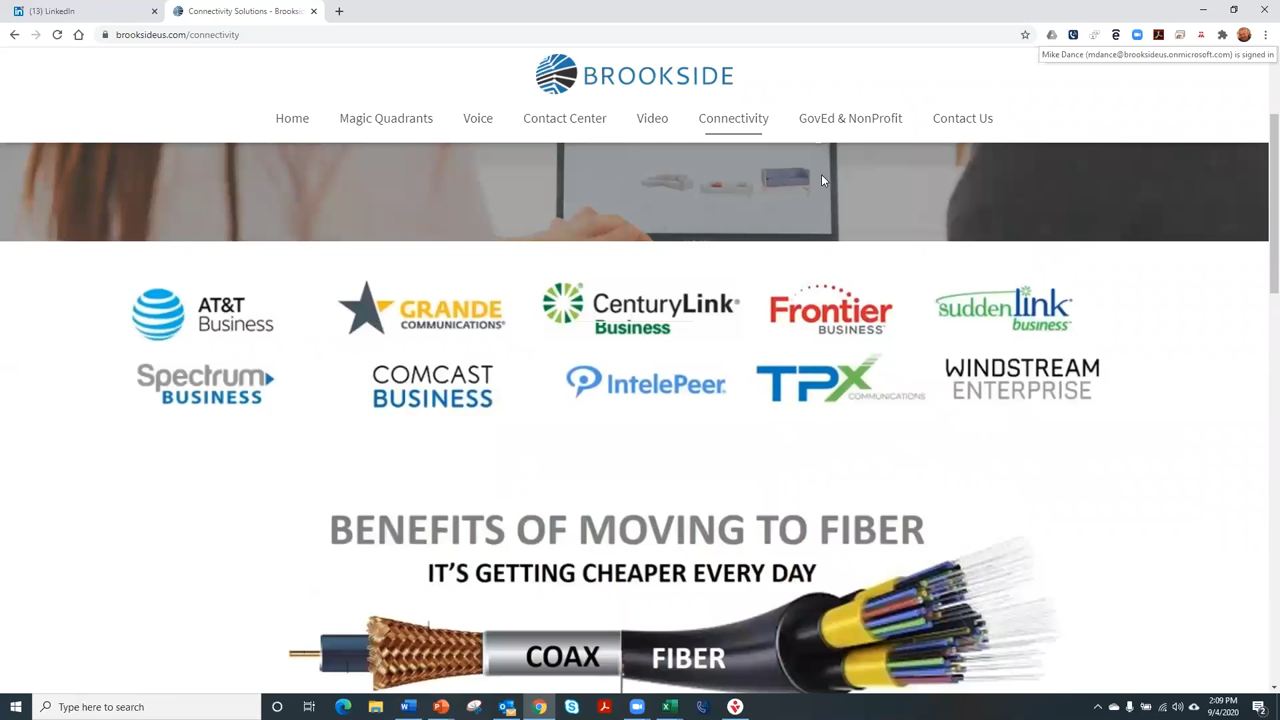 (13) LinkedIn
Connectivity Solutions - Brooksid
brooksideus.com/connectivity
Mike Dance (mdance@brooksideus.onmicrosoft.com) is signed in
BROOKSIDE
Home Magic Quadrants Voice Contact Center Video Connectivity GovEd & NonProfit Contact Us
AT&T Business
GRANDE COMMUNICATIONS
CenturyLink Business
Frontier BUSINESS
suddenlink business
Spectrum BUSINESS
COMCAST BUSINESS
IntelePeer
TPX COMMUNICATIONS
WINDSTREAM ENTERPRISE
BENEFITS OF MOVING TO FIBER
IT'S GETTING CHEAPER EVERY DAY
COAX FIBER
Type here to search
2:09 PM
9/4/2020